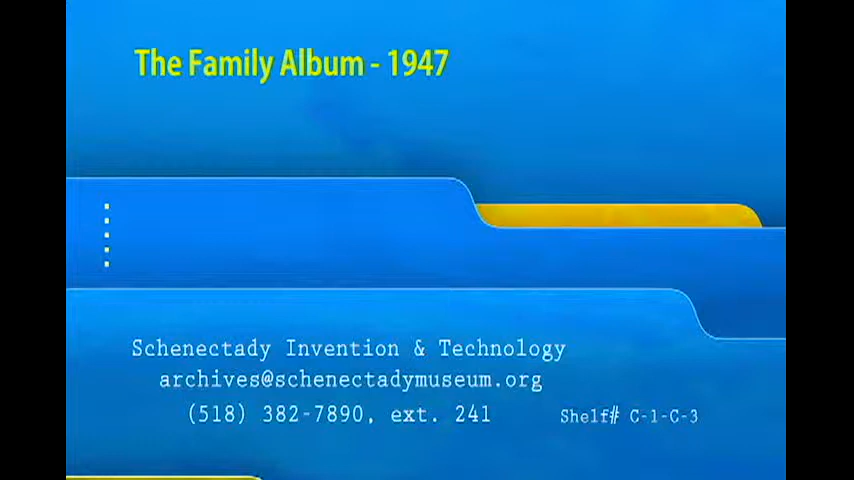 The Family Album - 1947
Schenectady Invention & Technology
archives@schenectadymuseum.org
(518) 382-7890, ext. 241
Shelf# C-1-C-3